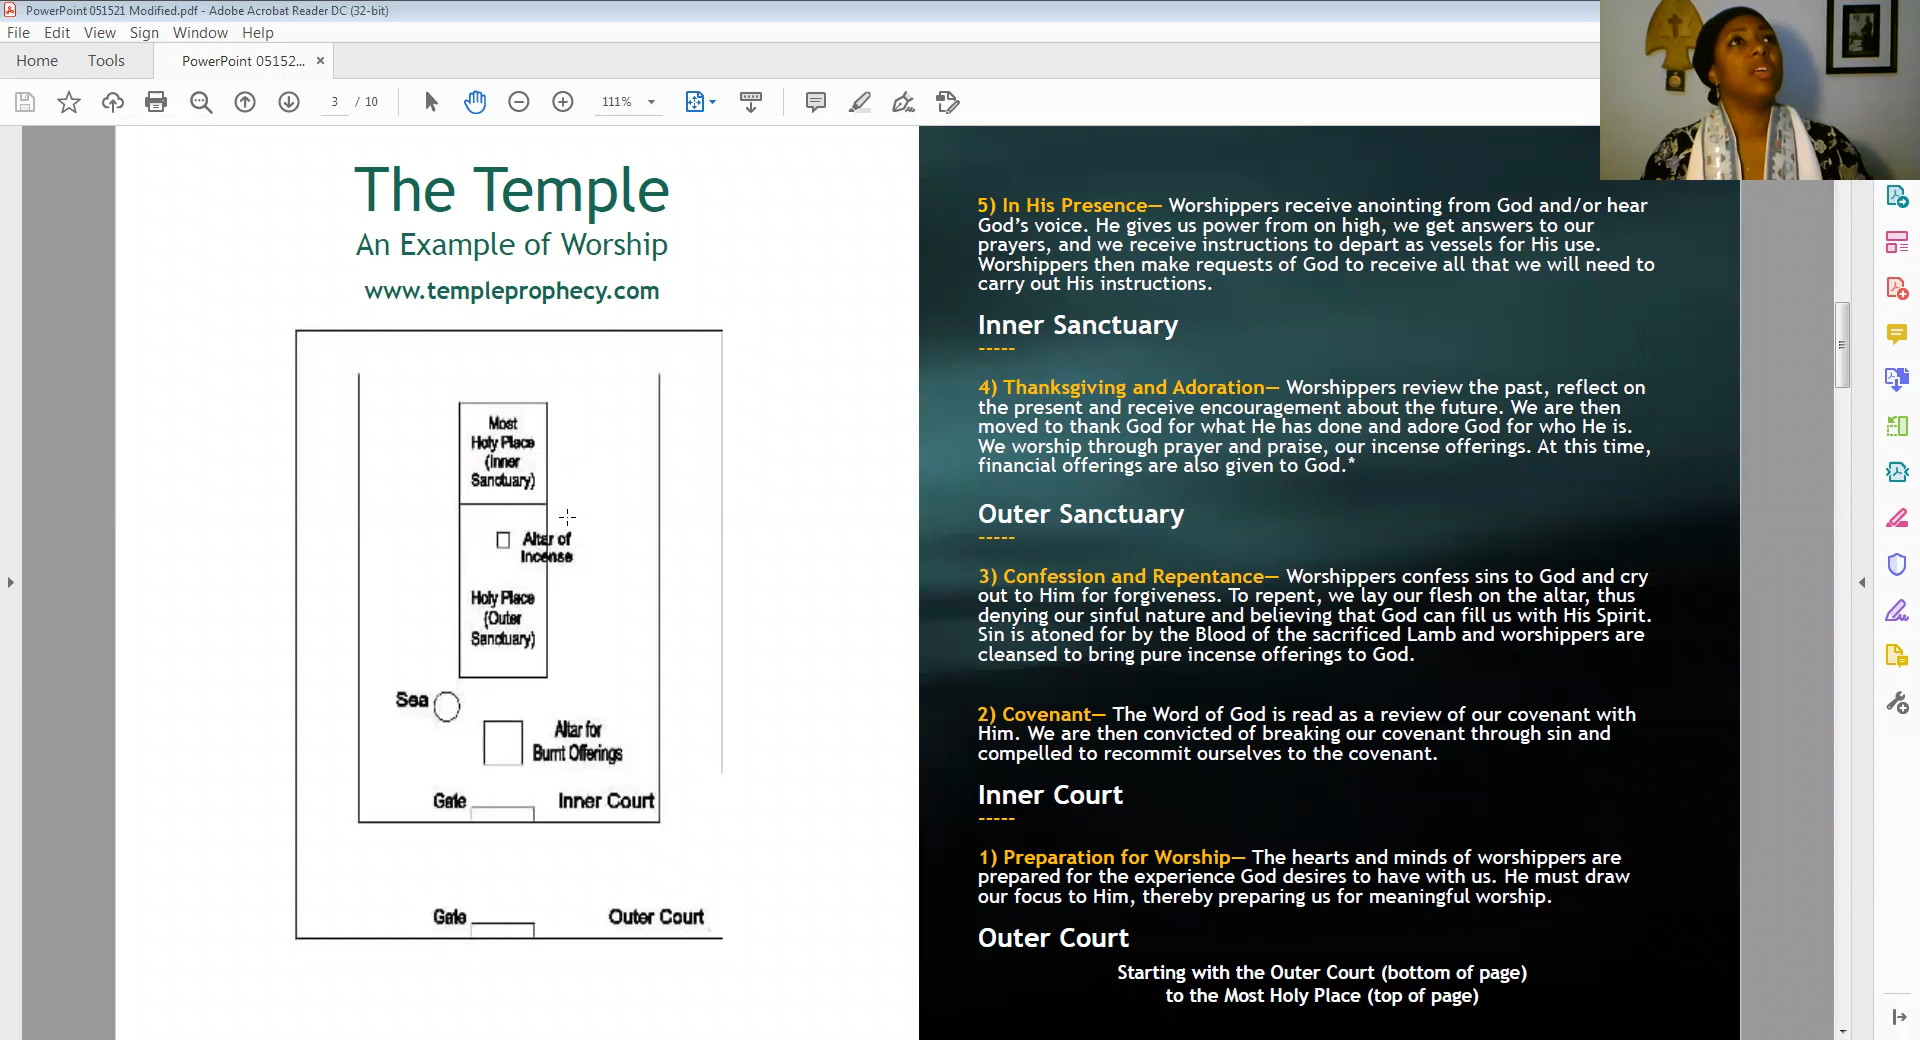 PowerPoint 051521 Modified.pdf - Adobe Acrobat Reader DC (32-bit)
File Edit View Sign Window Help
Home Tools PowerPoint 05152... ×
3 / 10 111%
The Temple
An Example of Worship
www.templeprophecy.com
Most
Holy Place
(Inner
Sanctuary)
Altar of
Incense
Holy Place
(Outer
Sanctuary)
Sea
Altar for
Burnt Offerings
Gate Inner Court
Gate Outer Court
5) In His Presence— Worshippers receive anointing from God and/or hear
God's voice. He gives us power from on high, we get answers to our
prayers, and we receive instructions to depart as vessels for His use.
Worshippers then make requests of God to receive all that we will need to
carry out His instructions.
Inner Sanctuary
-----
4) Thanksgiving and Adoration— Worshippers review the past, reflect on
the present and receive encouragement about the future. We are then
moved to thank God for what He has done and adore God for who He is.
We worship through prayer and praise, our incense offerings. At this time,
financial offerings are also given to God.*
Outer Sanctuary
-----
3) Confession and Repentance— Worshippers confess sins to God and cry
out to Him for forgiveness. To repent, we lay our flesh on the altar, thus
denying our sinful nature and believing that God can fill us with His Spirit.
Sin is atoned for by the Blood of the sacrificed Lamb and worshippers are
cleansed to bring pure incense offerings to God.
2) Covenant— The Word of God is read as a review of our covenant with
Him. We are then convicted of breaking our covenant through sin and
compelled to recommit ourselves to the covenant.
Inner Court
-----
1) Preparation for Worship— The hearts and minds of worshippers are
prepared for the experience God desires to have with us. He must draw
our focus to Him, thereby preparing us for meaningful worship.
Outer Court
Starting with the Outer Court (bottom of page)
to the Most Holy Place (top of page)